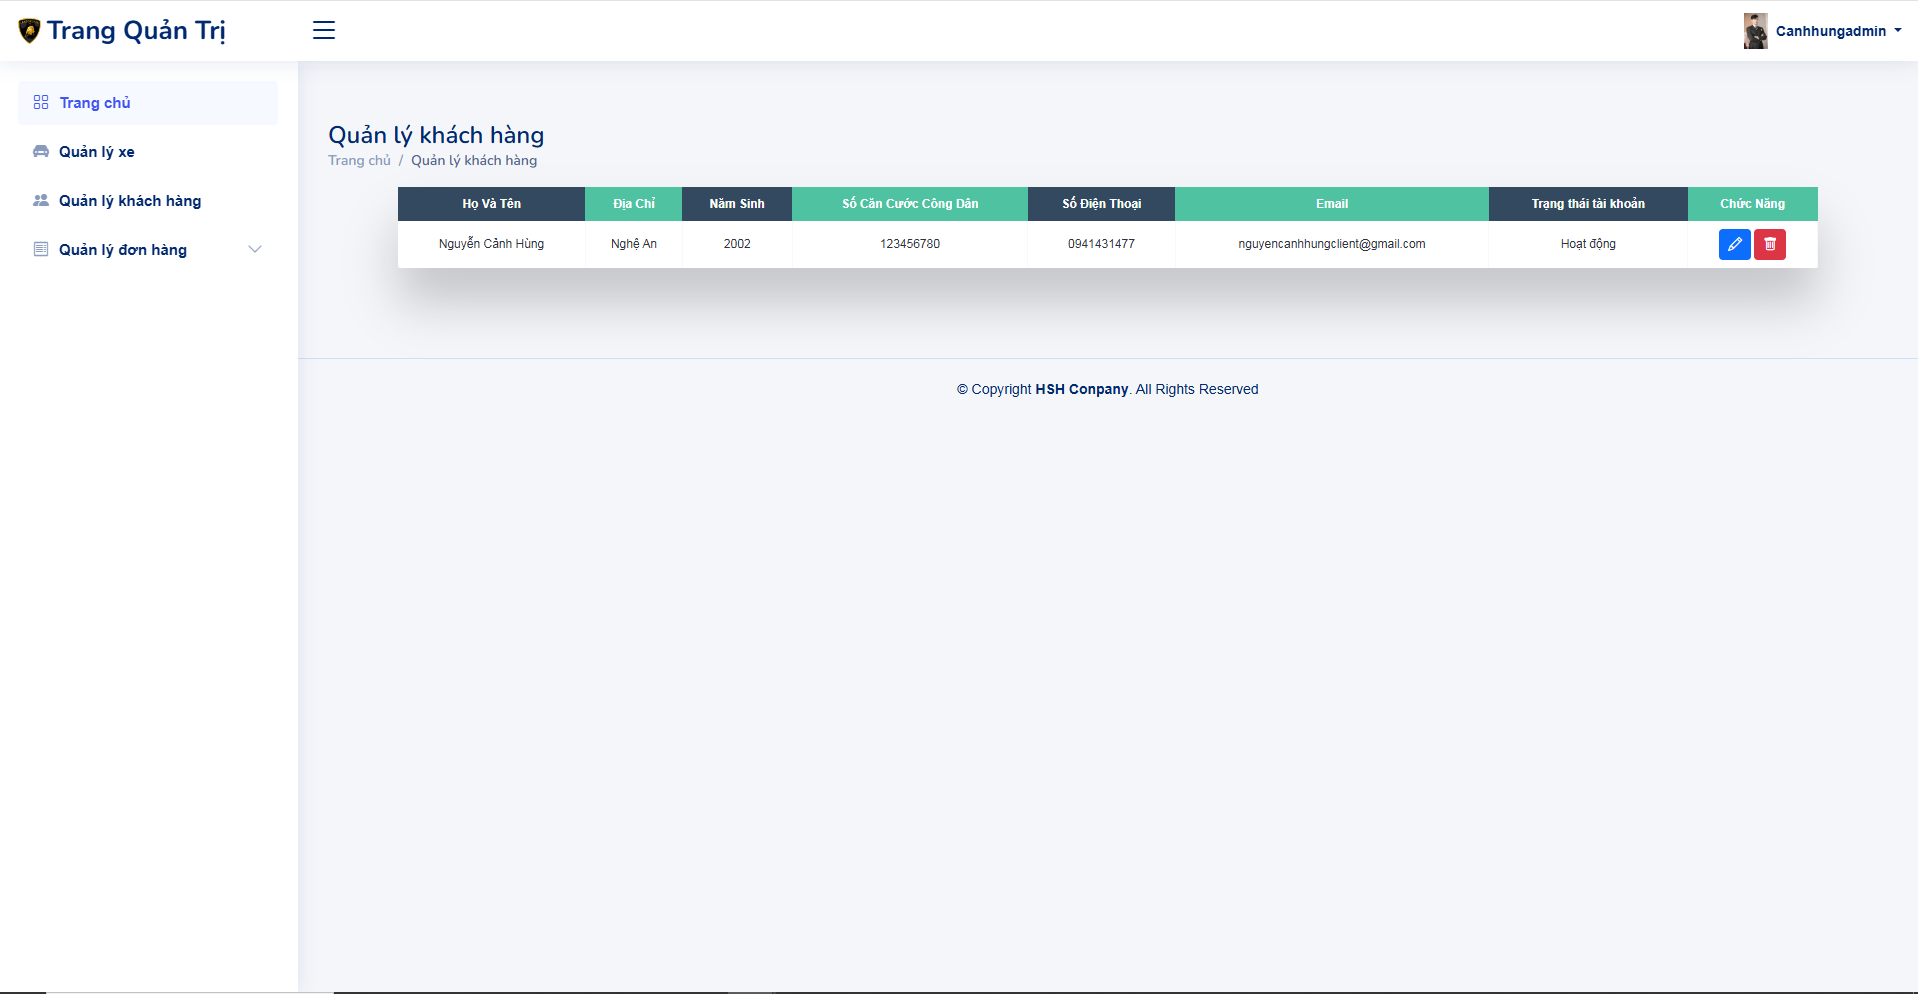 Trang Quản Trị
Canhhungadmin
Trang chủ
Quản lý xe
Quản lý khách hàng
Quản lý đơn hàng
Quản lý khách hàng
Trang chủ / Quản lý khách hàng
Họ Và Tên Địa Chỉ Năm Sinh Số Căn Cước Công Dân Số Điện Thoại Email Trạng thái tài khoản Chức Năng
Nguyễn Cảnh Hùng Nghệ An 2002 123456780 0941431477 nguyencanhhungclient@gmail.com Hoạt động
© Copyright HSH Conpany. All Rights Reserved